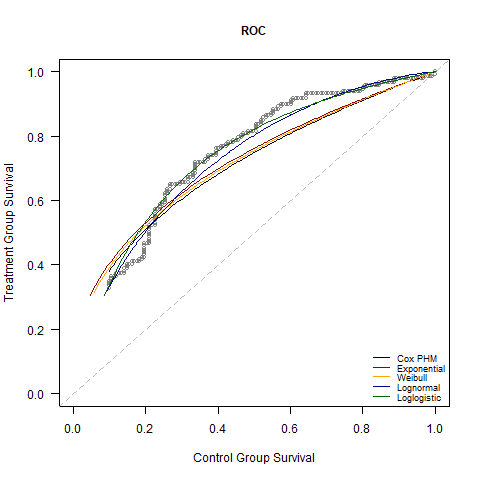 ROC
Treatment Group Survival
1.0
0.8
0.6
0.4
0.2
0.0
0.0 0.2 0.4 0.6 0.8 1.0
Control Group Survival
Cox PHM
Exponential
Weibull
Lognormal
Loglogistic